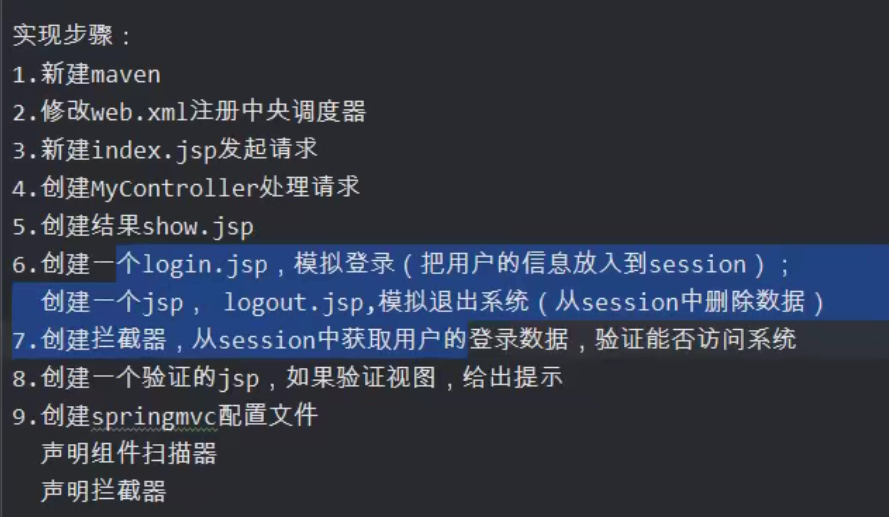 实现步骤：
1.新建maven
2.修改web.xml注册中央调度器
3.新建index.jsp发起请求
4.创建MyController处理请求
5.创建结果show.jsp
6.创建一个login.jsp，模拟登录（把用户的信息放入到session）；
创建一个jsp， logout.jsp,模拟退出系统（从session中删除数据）
7.创建拦截器，从session中获取用户的登录数据，验证能否访问系统
8.创建一个验证的jsp，如果验证视图，给出提示
9.创建springmvc配置文件
声明组件扫描器
声明拦截器